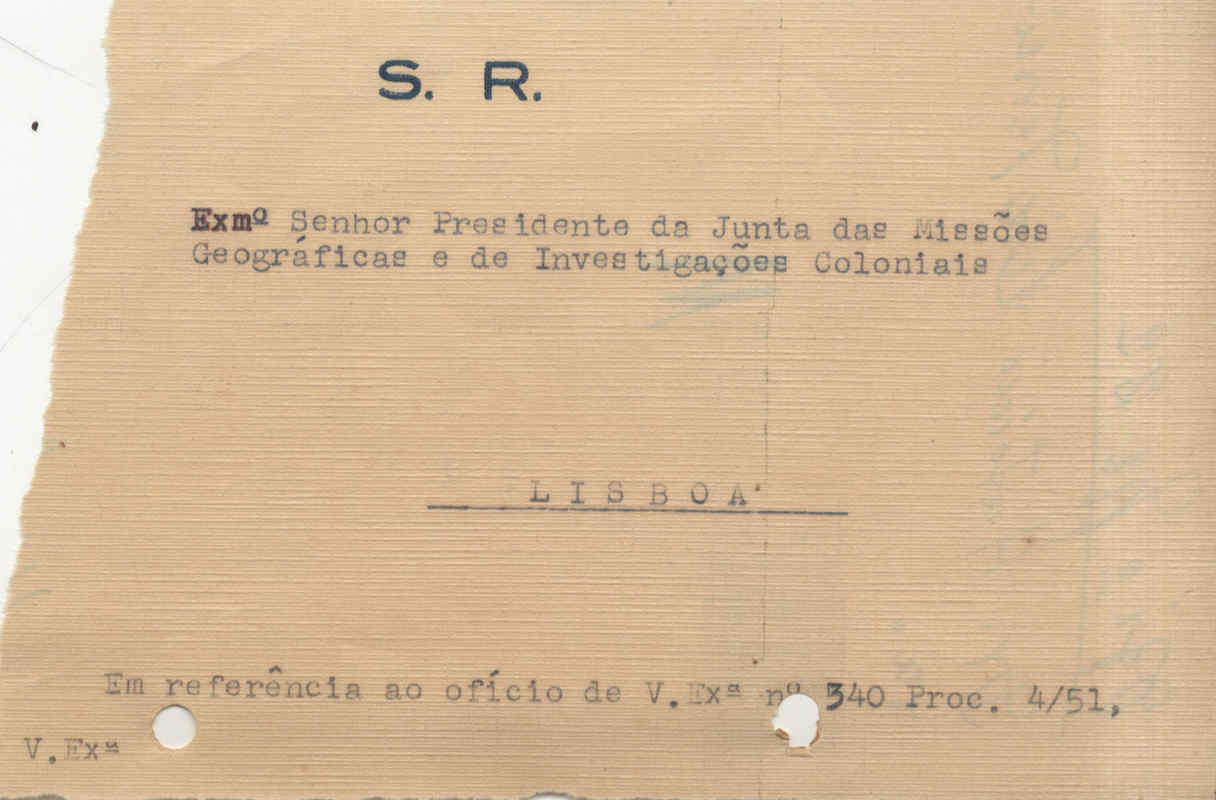 S. R.
Exmº Senhor Presidente da Junta das Missões
Geográficas e de Investigações Coloniais
LISBOA
Em referência ao ofício de V.Exª nº 340 Proc. 4/51,
V.Exª